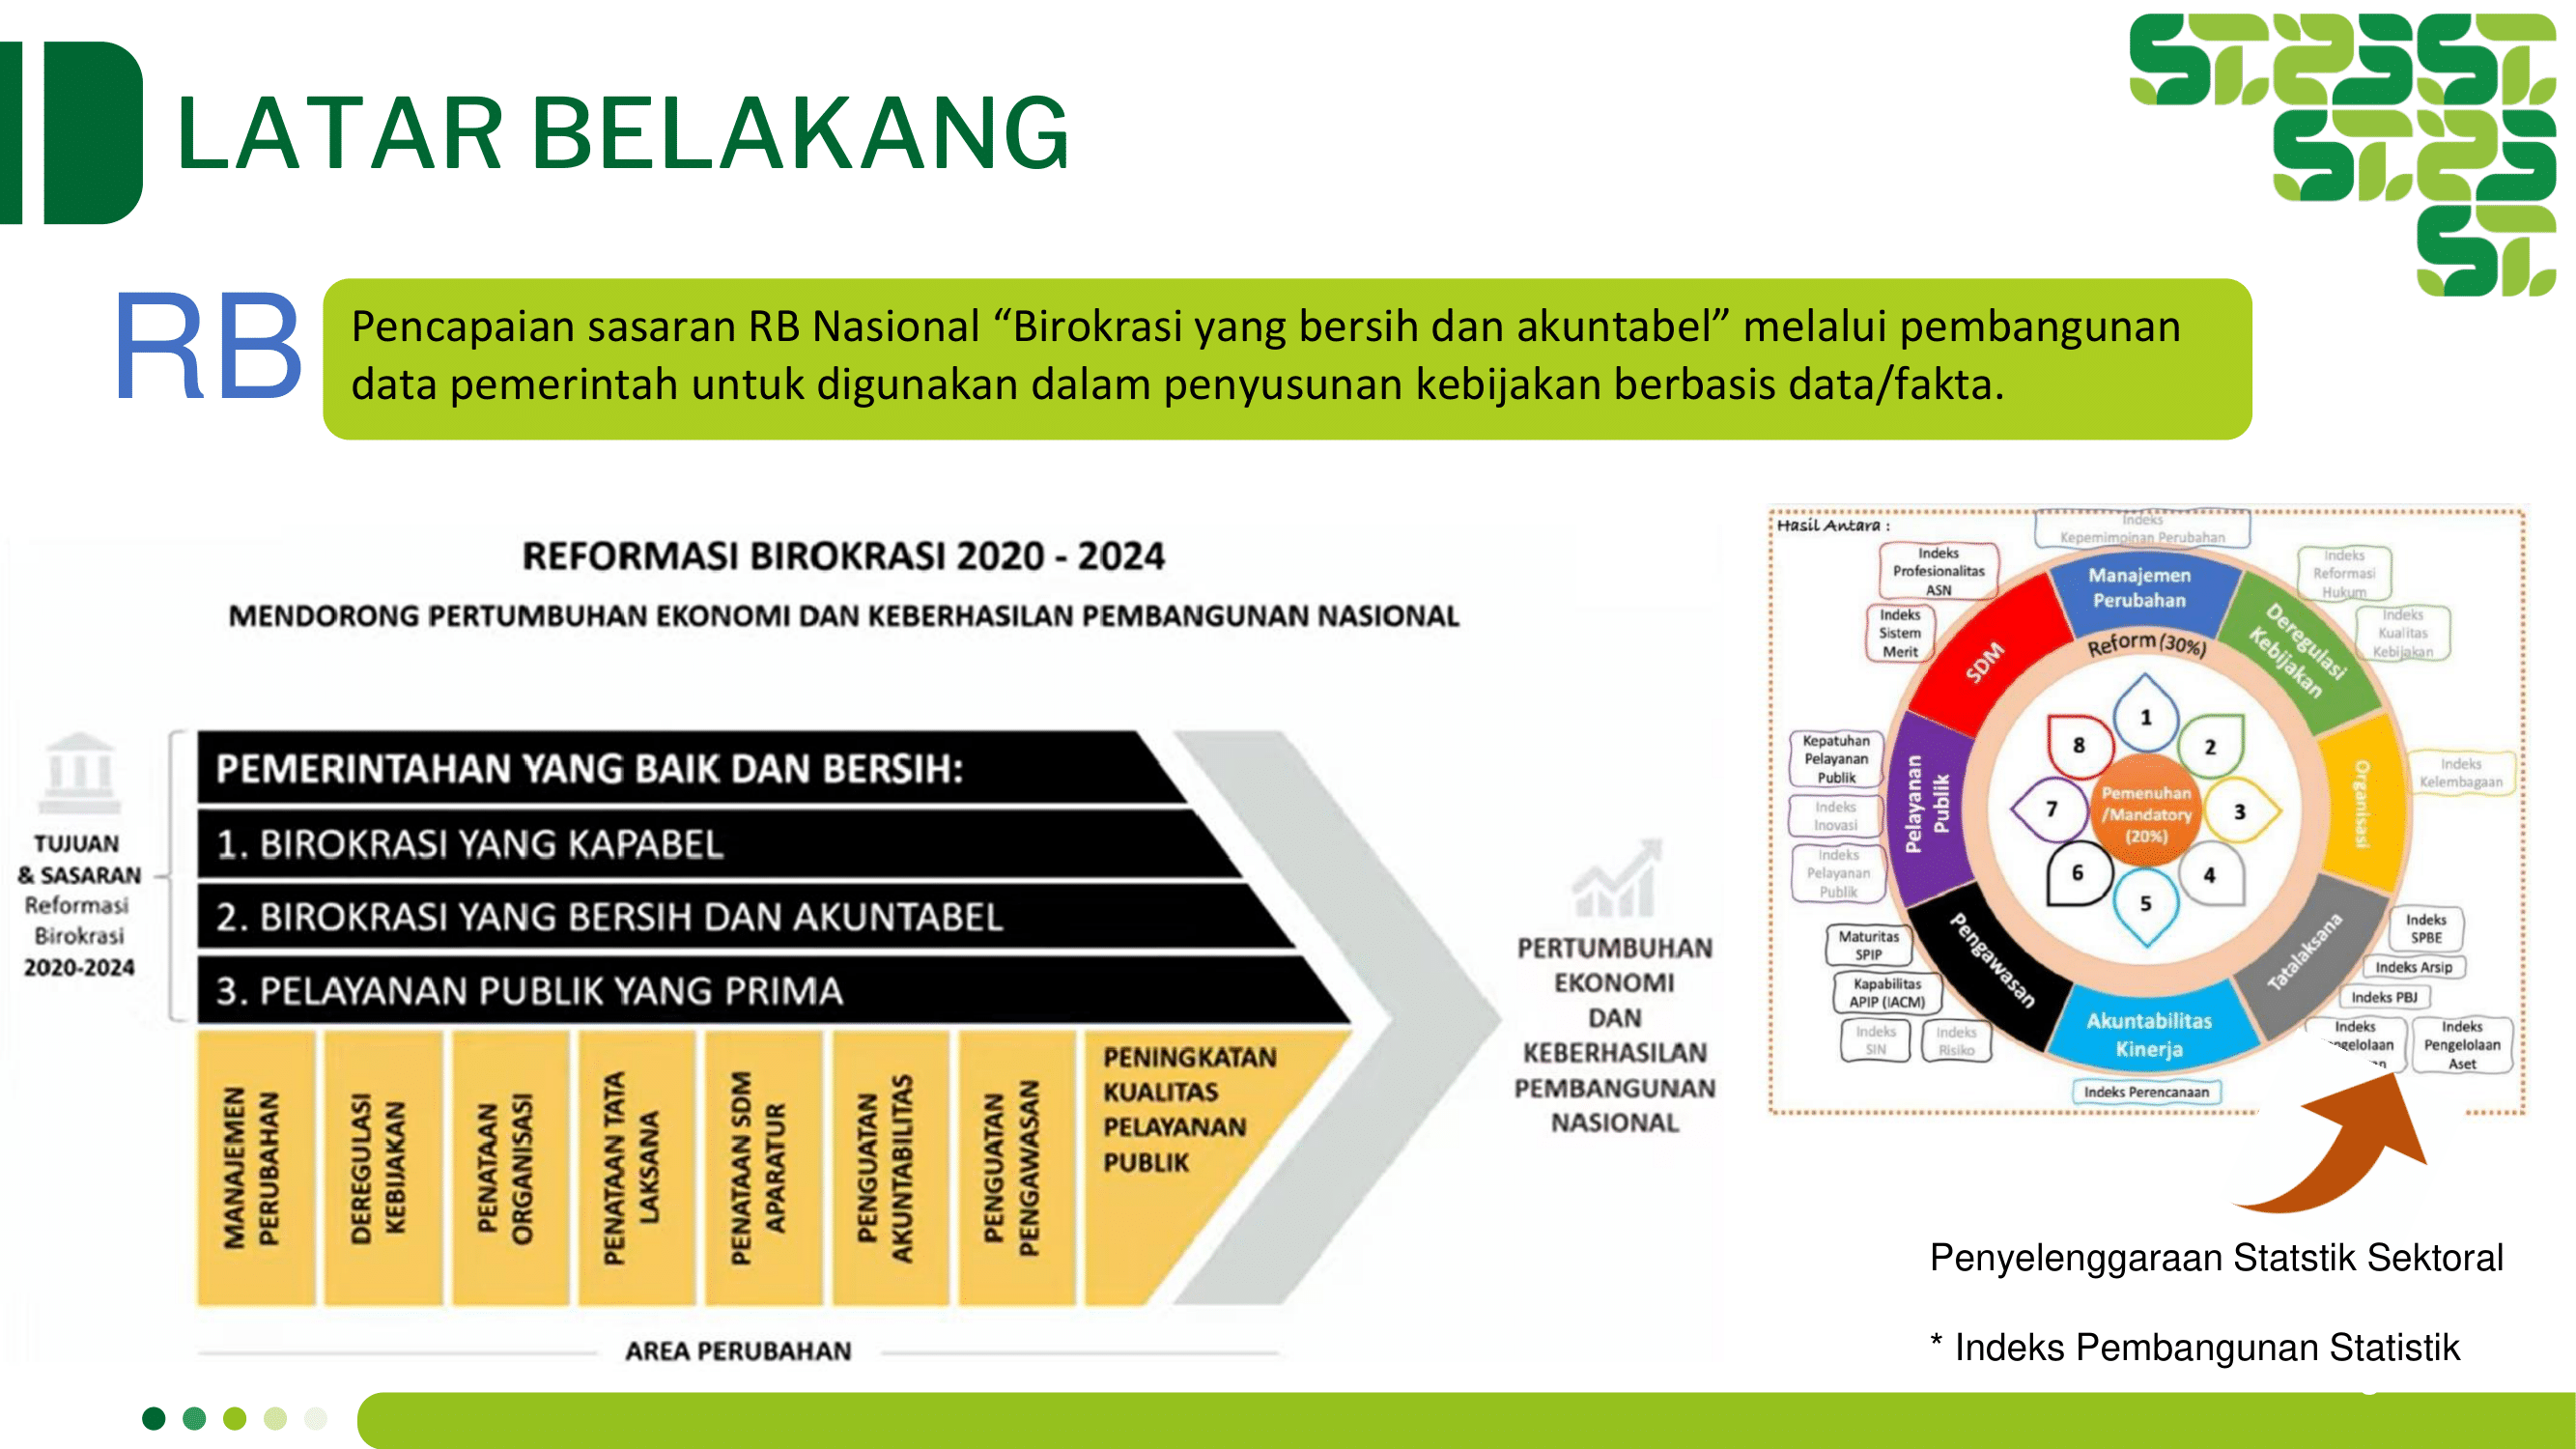 LATAR BELAKANG
RB
Pencapaian sasaran RB Nasional “Birokrasi yang bersih dan akuntabel” melalui pembangunan
data pemerintah untuk digunakan dalam penyusunan kebijakan berbasis data/fakta.
REFORMASI BIROKRASI 2020 - 2024
MENDORONG PERTUMBUHAN EKONOMI DAN KEBERHASILAN PEMBANGUNAN NASIONAL
TUJUAN
& SASARAN
Reformasi
Birokrasi
2020-2024
PEMERINTAHAN YANG BAIK DAN BERSIH:
1. BIROKRASI YANG KAPABEL
2. BIROKRASI YANG BERSIH DAN AKUNTABEL
3. PELAYANAN PUBLIK YANG PRIMA
MANAJEMEN
PERUBAHAN
DEREGULASI
KEBIJAKAN
PENATAAN
ORGANISASI
PENATAAN TATA
LAKSANA
PENATAAN SDM
APARATUR
PENGUATAN
AKUNTABILITAS
PENGUATAN
PENGAWASAN
PENINGKATAN
KUALITAS
PELAYANAN
PUBLIK
AREA PERUBAHAN
PERTUMBUHAN
EKONOMI
DAN
KEBERHASILAN
PEMBANGUNAN
NASIONAL
Hasil Antara :
Indeks
Kepemimpinan Perubahan
Indeks
Profesionalitas
ASN
Indeks
Sistem
Merit
Indeks
Reformasi
Hukum
Indeks
Kualitas
Kebijakan
Manajemen
Perubahan
Deregulasi
Kebijakan
SDM
Reform (30%)
1
2
3
4
5
6
7
8
Pemenuhan
/Mandatory
(20%)
Organisasi
Indeks
Kelembagaan
Pelayanan
Publik
Kepatuhan
Pelayanan
Publik
Indeks
Inovasi
Indeks
Pelayanan
Publik
Pengawasan
Maturitas
SPIP
Kapabilitas
APIP (IACM)
Indeks
SIN
Indeks
Risiko
Akuntabilitas
Kinerja
Indeks Perencanaan
Tatalaksana
Indeks
SPBE
Indeks Arsip
Indeks PBJ
Indeks
Indeks
Pengelolaan
Aset
Penyelenggaraan Statstik Sektoral
* Indeks Pembangunan Statistik